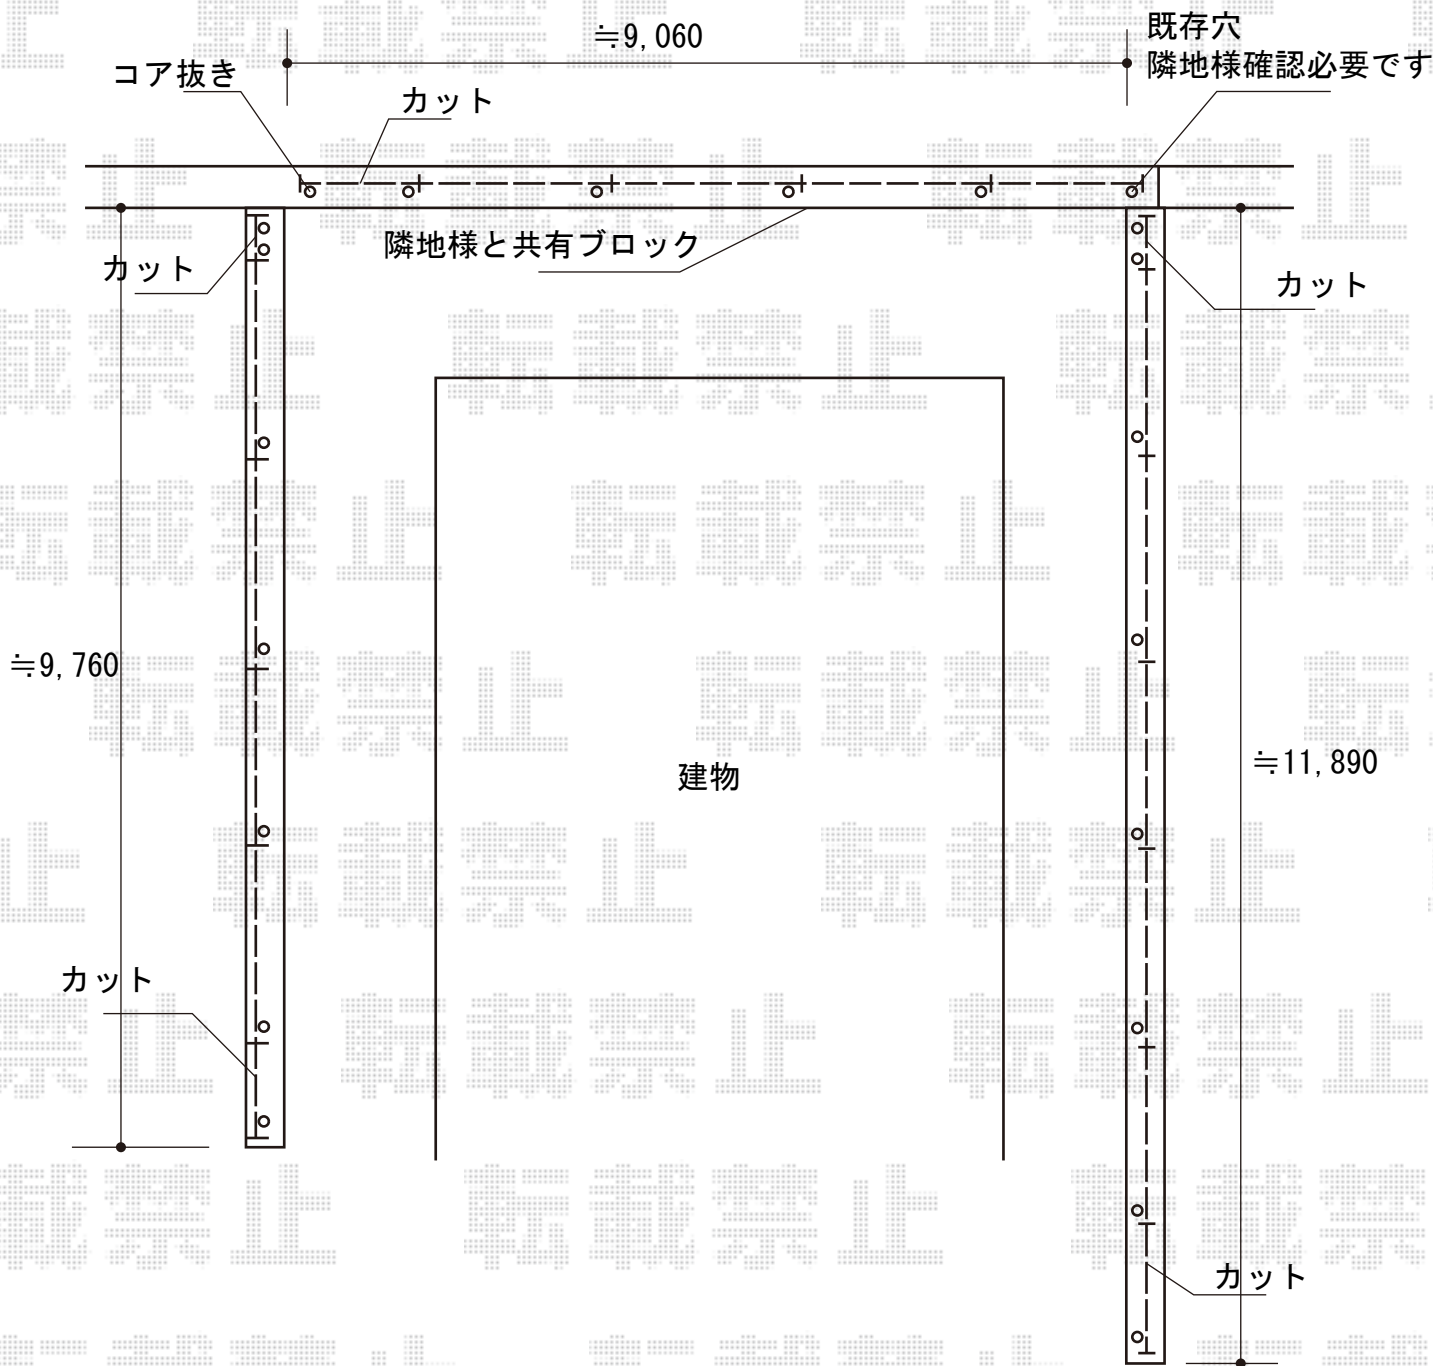 ≒9,060
既存穴
隣地様確認必要です
コア抜き
カット
隣地様と共有ブロック
カット
カット
≒9,760
建物
≒11,890
カット
カット
転載禁止